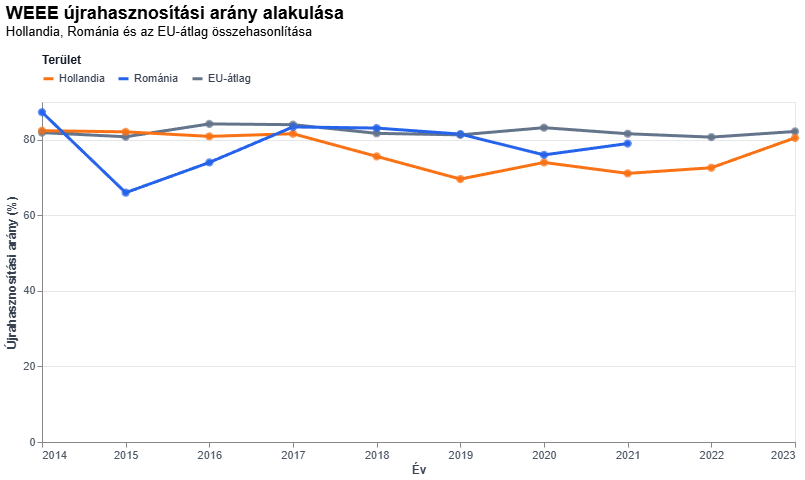 WEEE újrahasznosítási arány alakulása
Hollandia, Románia és az EU-átlag összehasonlítása
Terület
Hollandia Románia EU-átlag
Újrahasznosítási arány (%)
80
60
40
20
0
2014 2015 2016 2017 2018 2019 2020 2021 2022 2023
Év